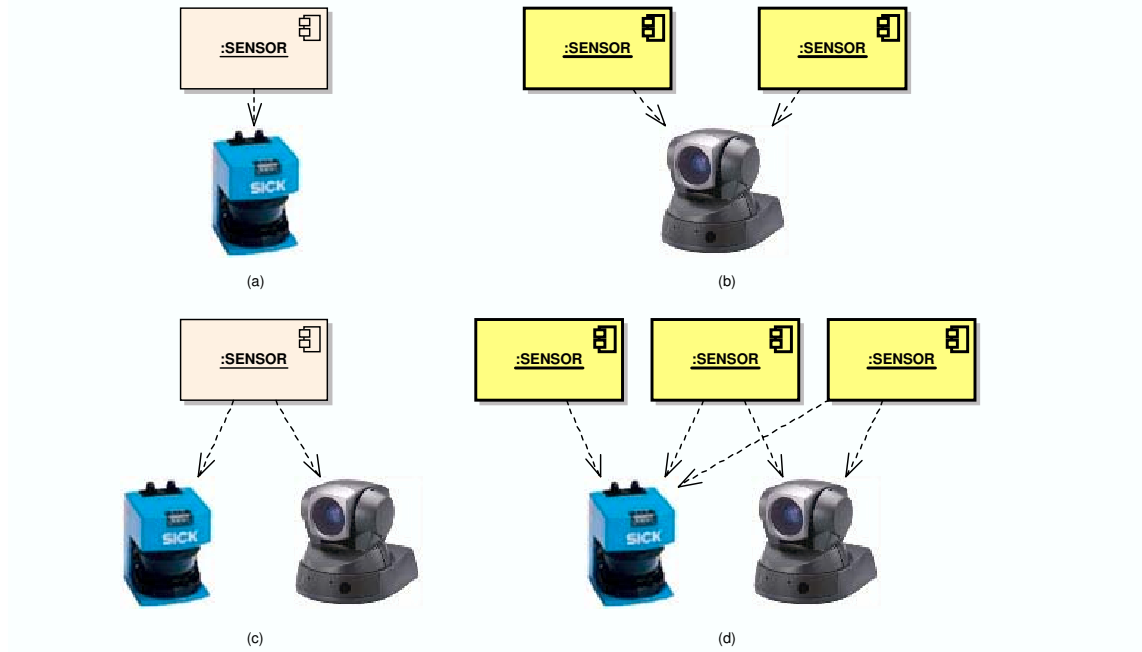 :SENSOR
:SENSOR
:SENSOR
SICK
(a)
(b)
:SENSOR
:SENSOR
:SENSOR
:SENSOR
SICK
SICK
(c)
(d)